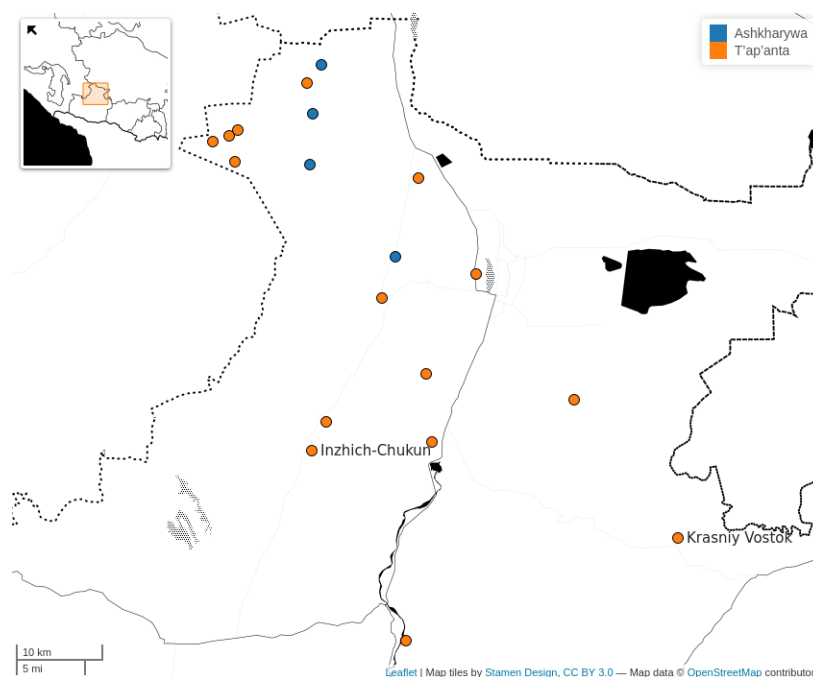 Ashkharywa
T'ap'anta
Inzhich-Chukun
Krasniy Vostok
10 km
5 mi
Leaflet | Map tiles by Stamen Design, CC BY 3.0 — Map data © OpenStreetMap contributor